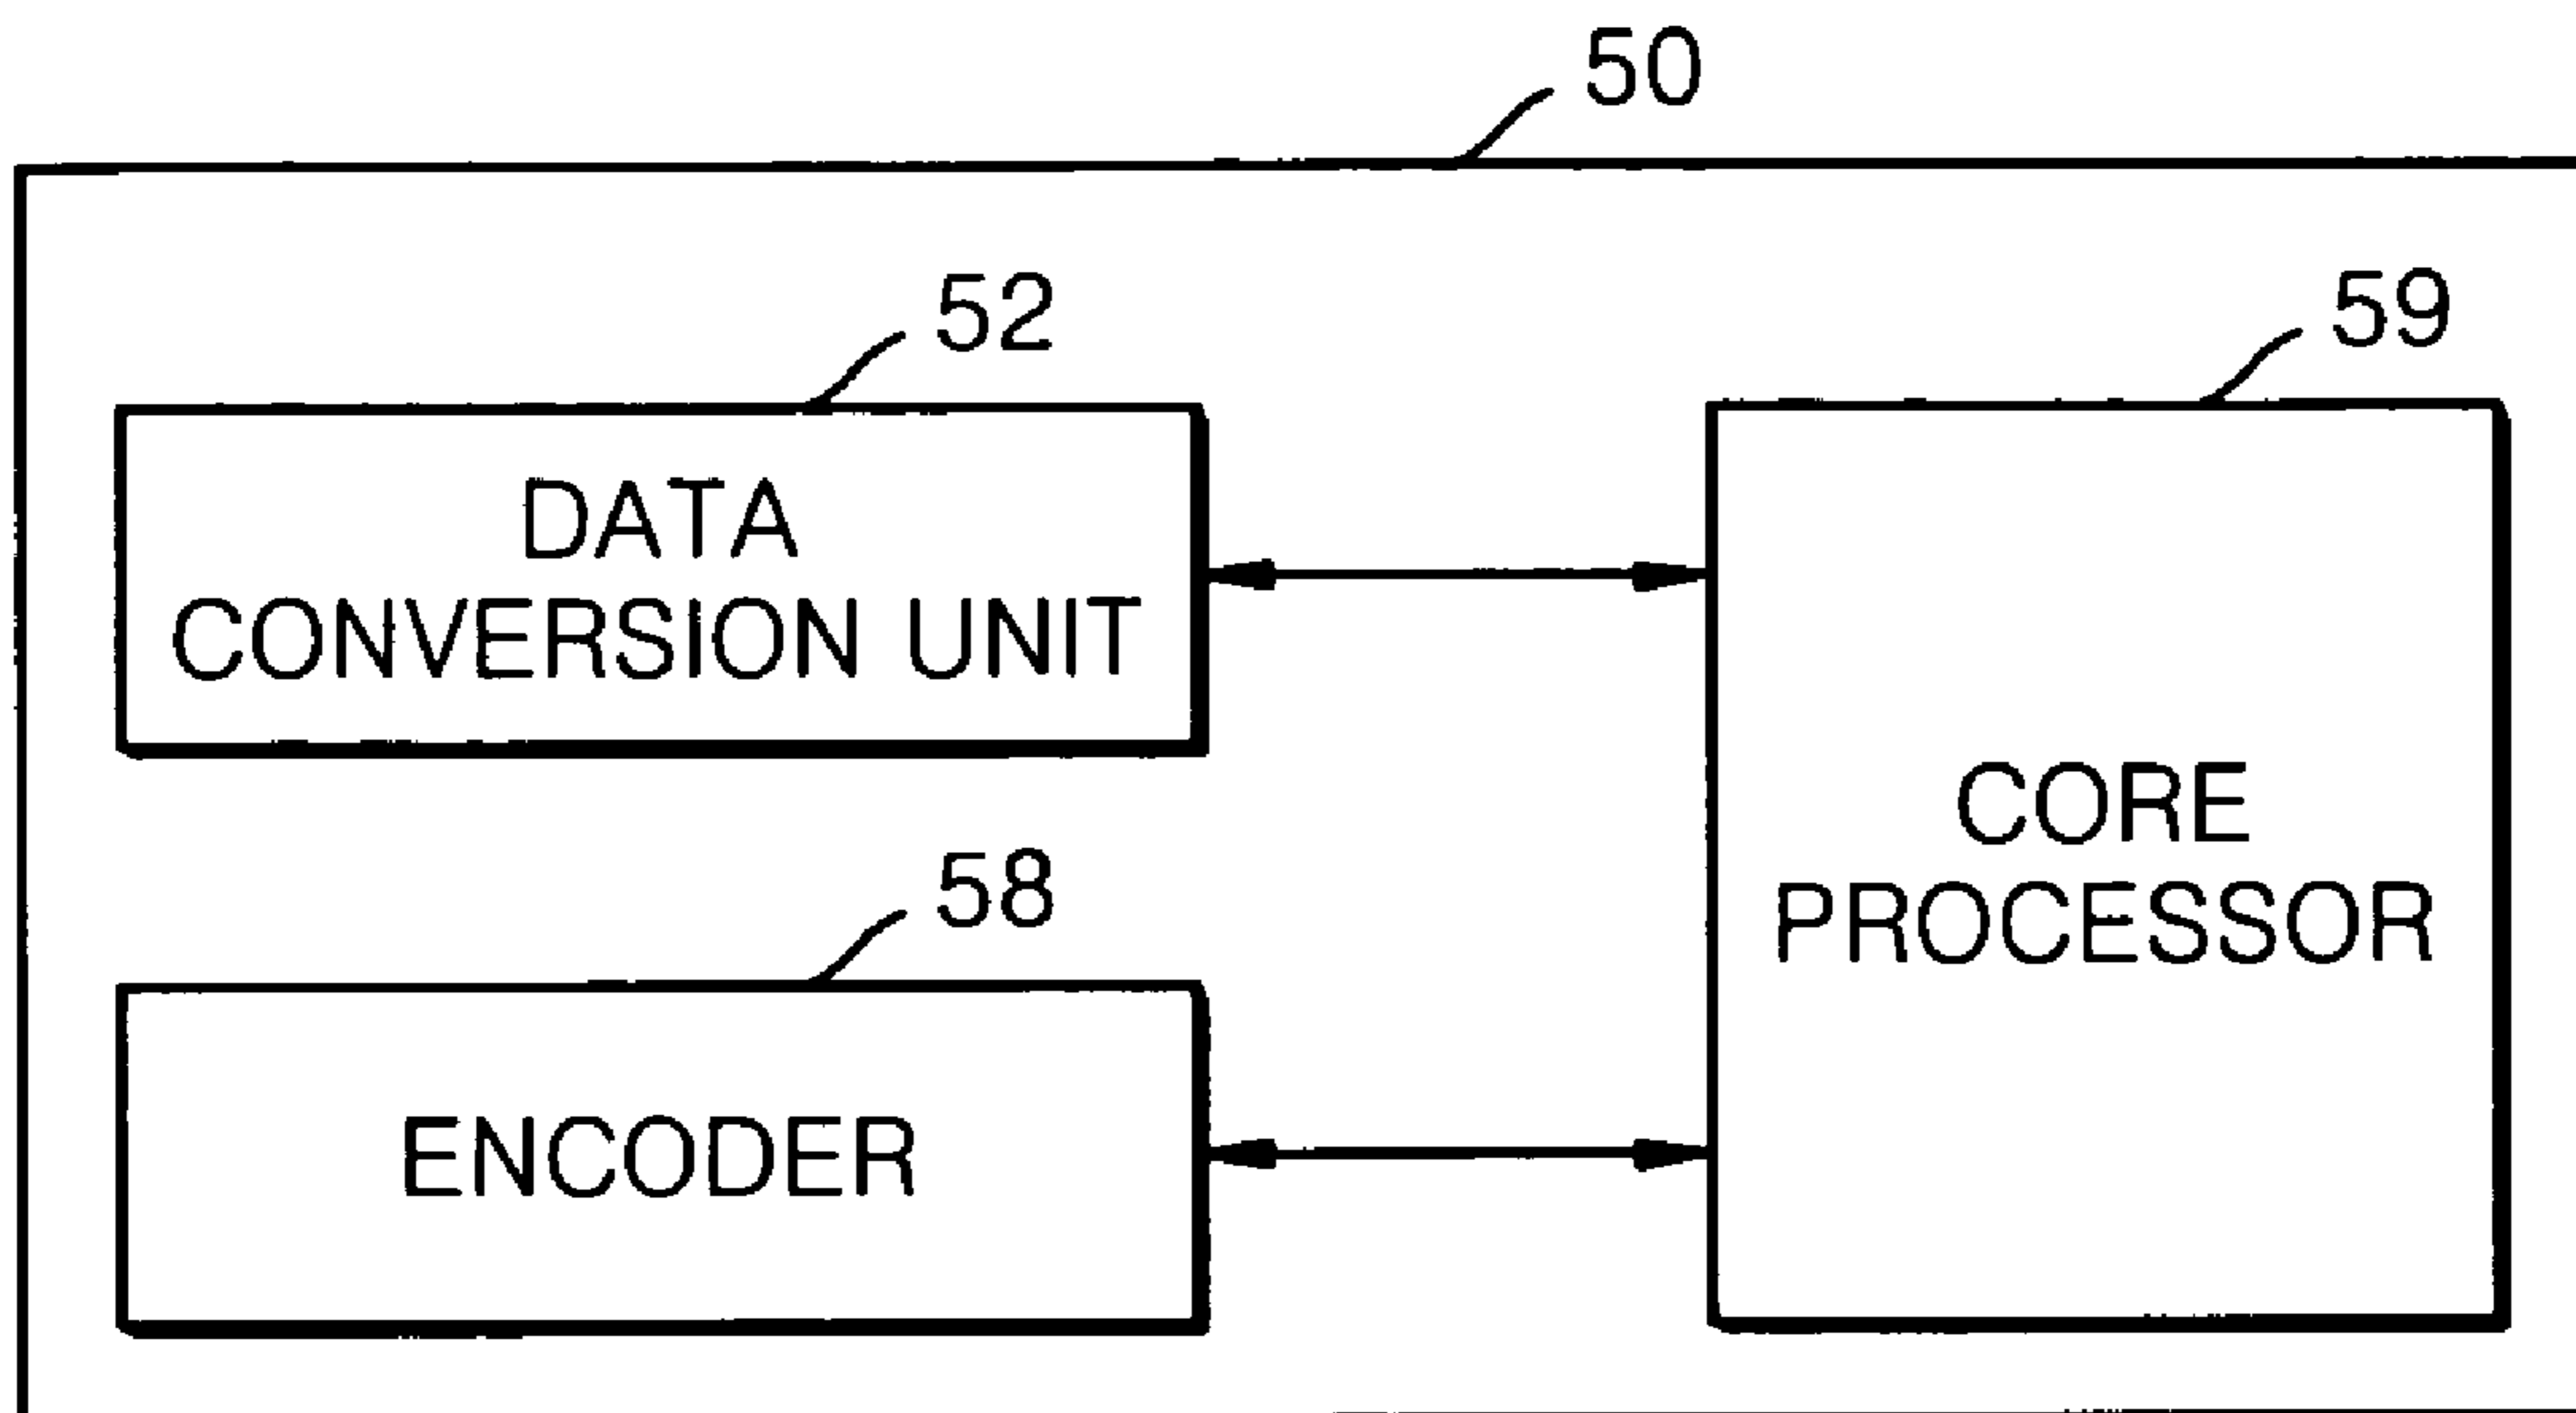 50
52
59
DATA
CONVERSION UNIT
CORE
PROCESSOR
58
ENCODER